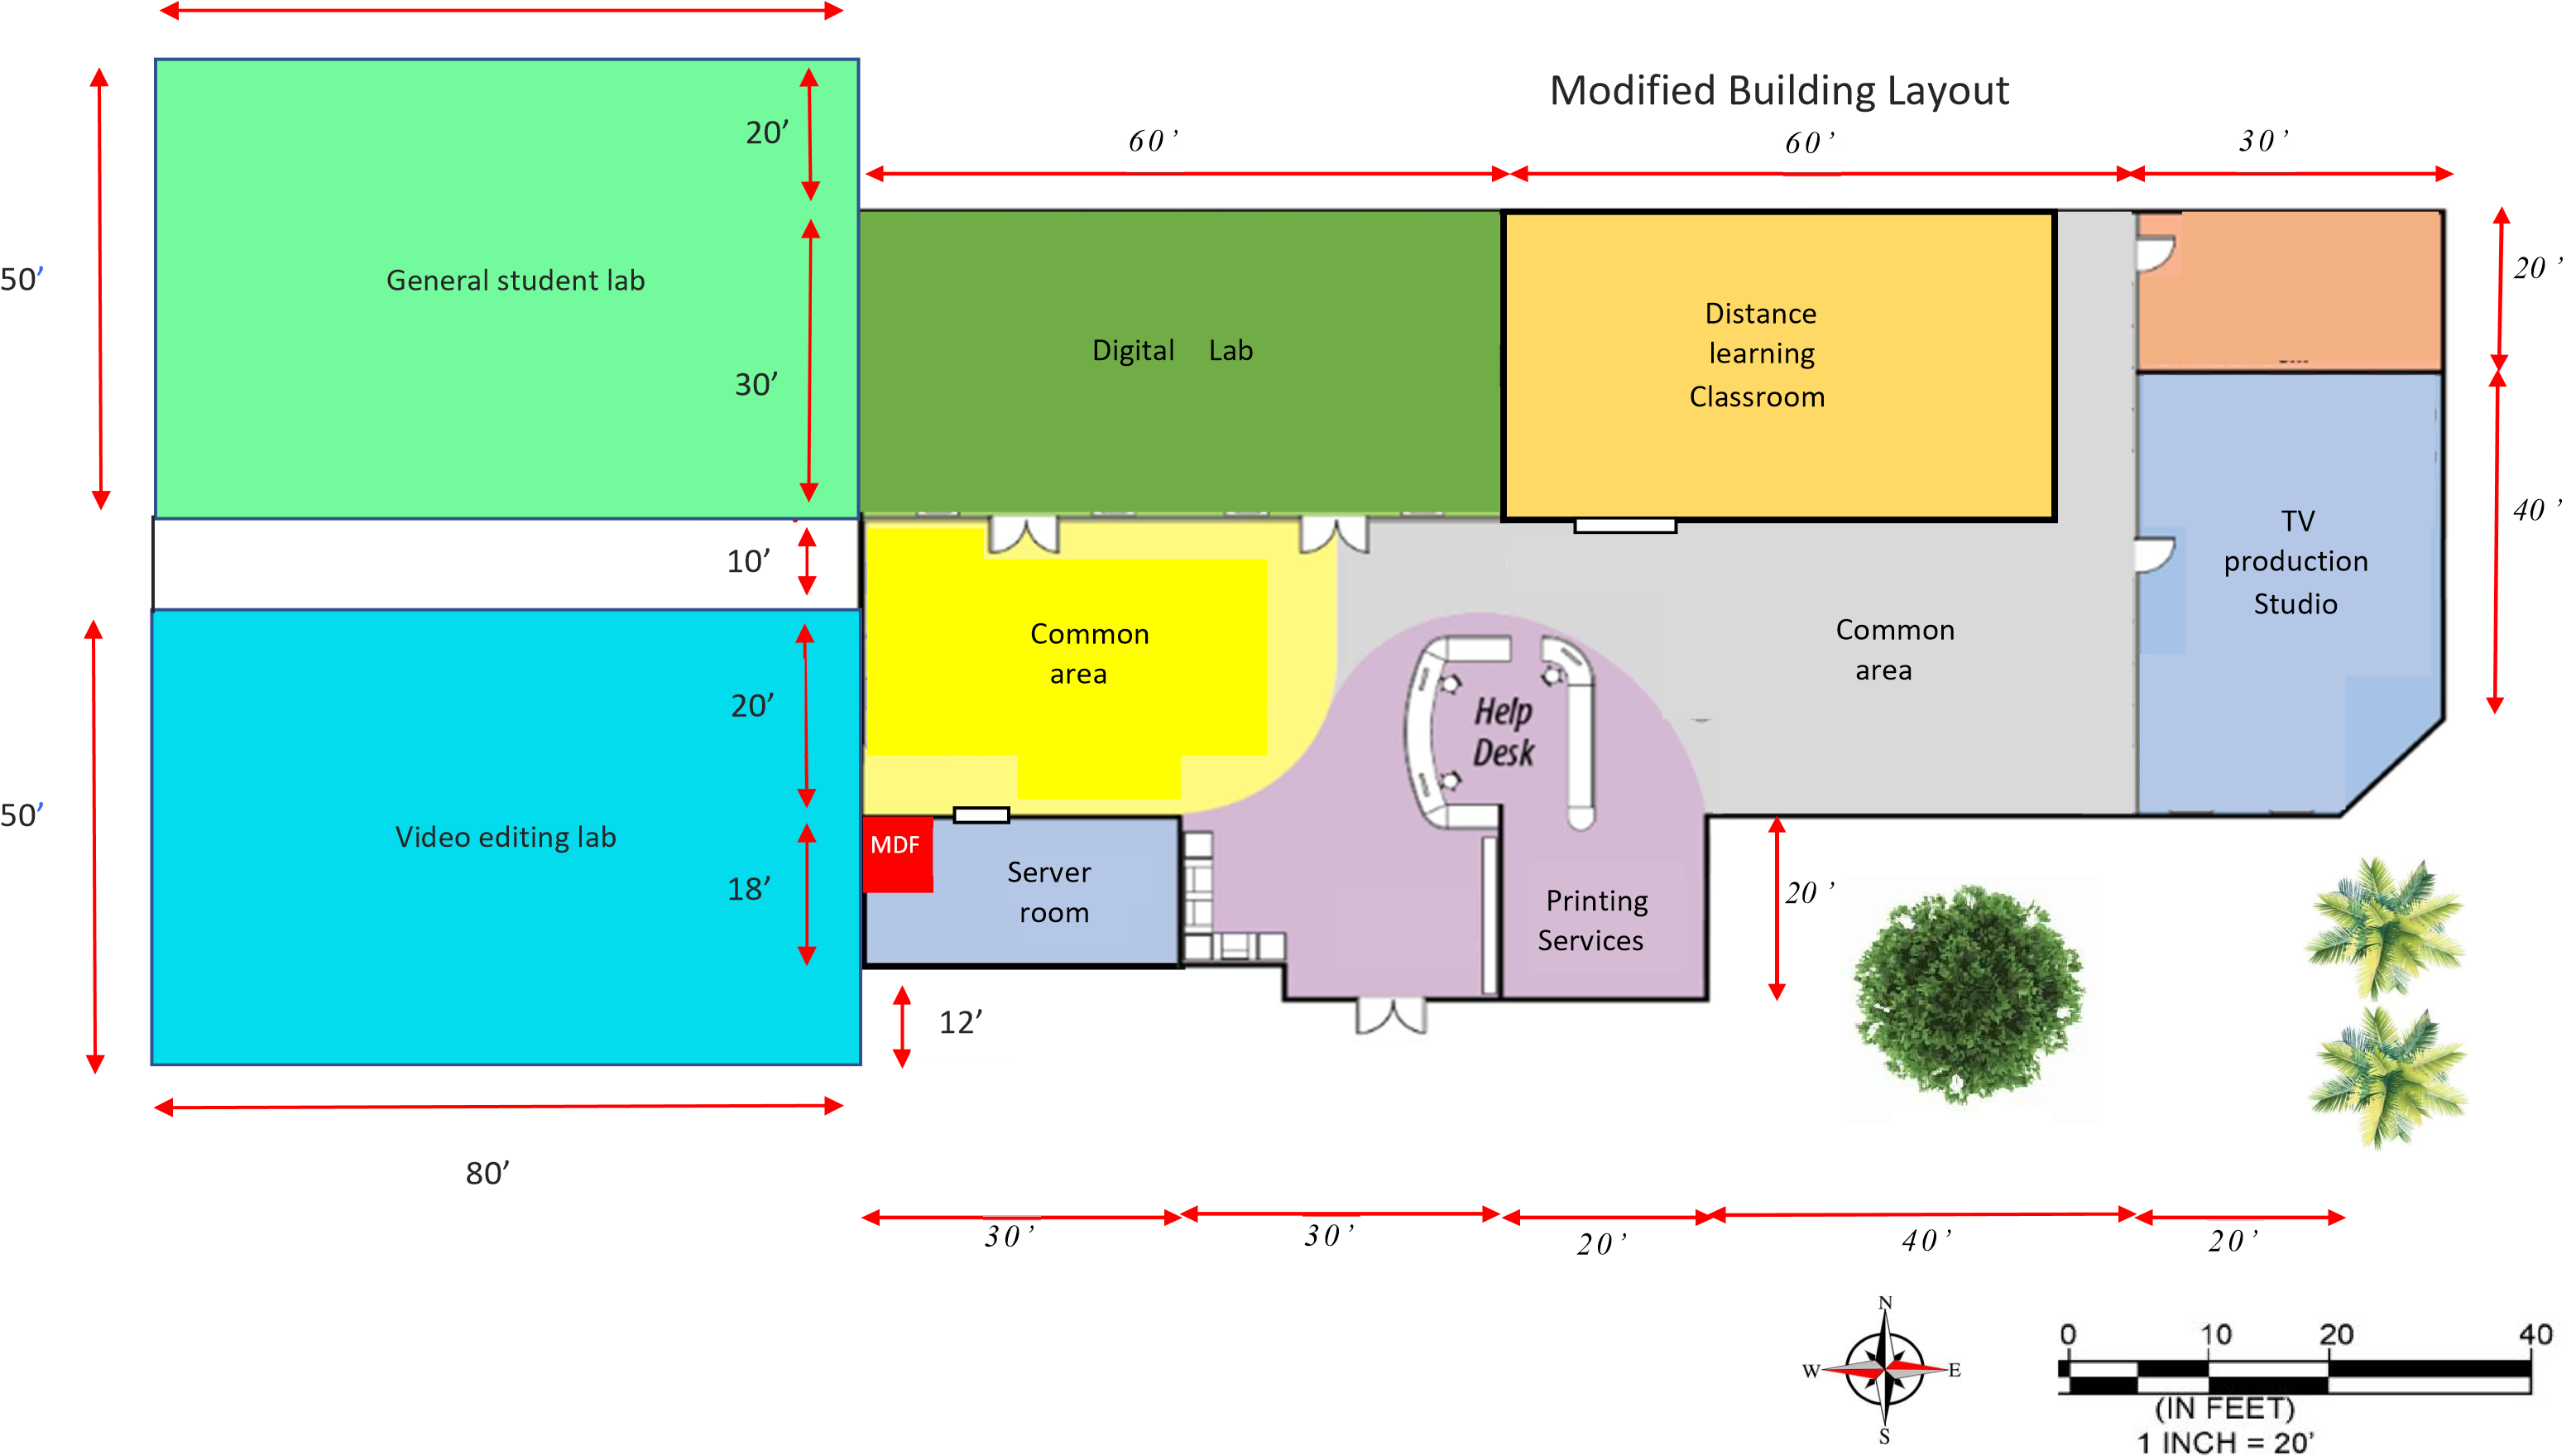 Modified Building Layout
60’
60’
30’
20’
50’
General student lab
30’
Digital Lab
Distance
learning
Classroom
20’
40’
TV
production
Studio
10’
Common
area
Common
area
20’
Help
Desk
50’
Video editing lab
18’
MDF
Server
room
Printing
Services
20’
12’
80’
30’
30’
20’
40’
20’
N
W
E
S
0 10 20 40
(IN FEET)
1 INCH = 20’